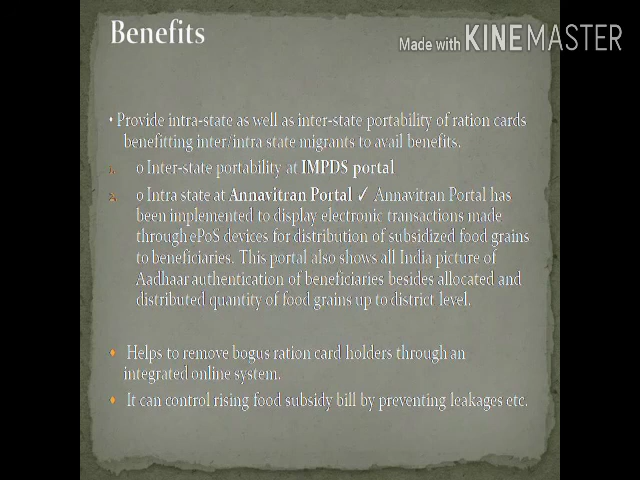 Benefits
Made with KINEMASTER
• Provide intra-state as well as inter-state portability of ration cards
benefitting inter/intra state migrants to avail benefits.
o Inter-state portability at IMPDS portal
o Intra state at Annavitran Portal ✓ Annavitran Portal has
been implemented to display electronic transactions made
through ePoS devices for distribution of subsidized food grains
to beneficiaries. This portal also shows all India picture of
Aadhaar authentication of beneficiaries besides allocated and
distributed quantity of food grains up to district level.
♦ Helps to remove bogus ration card holders through an
integrated online system.
♦ It can control rising food subsidy bill by preventing leakages etc.